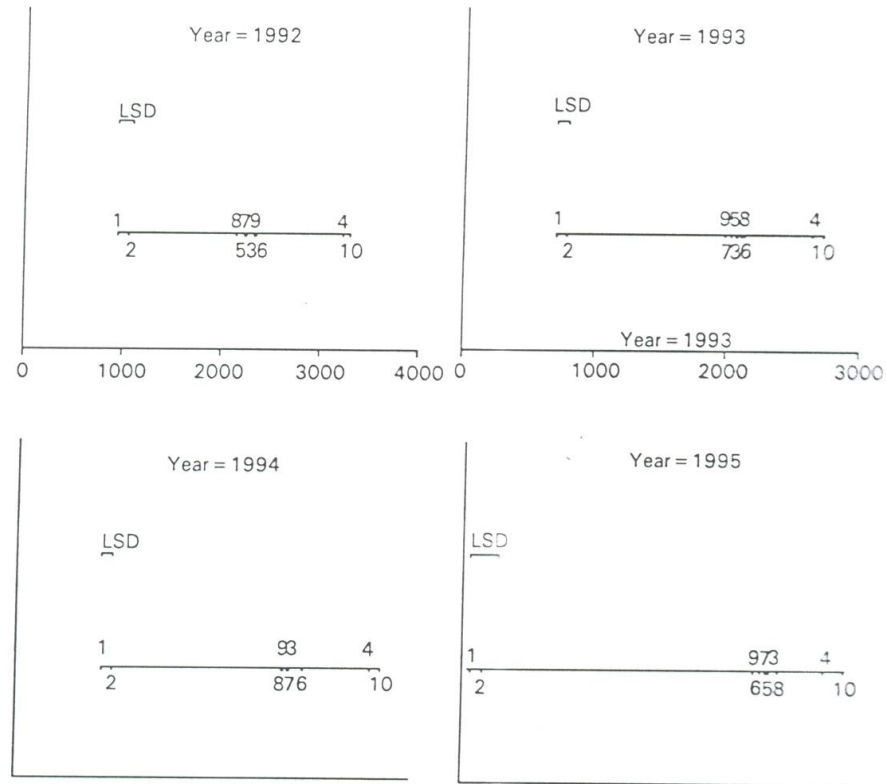 Year = 1992
LSD
1 879 4
2 536 10
0 1000 2000 3000 4000
Year = 1993
LSD
1 958 4
2 736 10
Year = 1993
0 1000 2000 3000
Year = 1994
LSD
1 93 4
2 876 10
Year = 1995
LSD
1 973 4
2 658 10